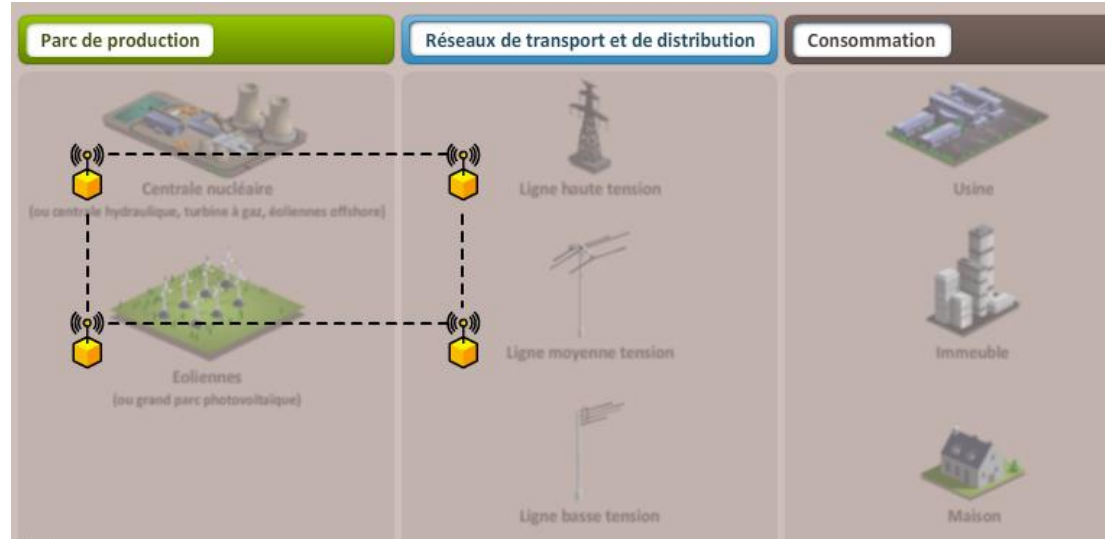 Parc de production
Réseaux de transport et de distribution
Consommation
Centrale nucléaire
(ou centrale hydraulique, turbine à gaz, éoliennes offshore)
Ligne haute tension
Usine
Ligne moyenne tension
Immeuble
Eoliennes
(ou grand parc photovoltaïque)
Ligne basse tension
Maison